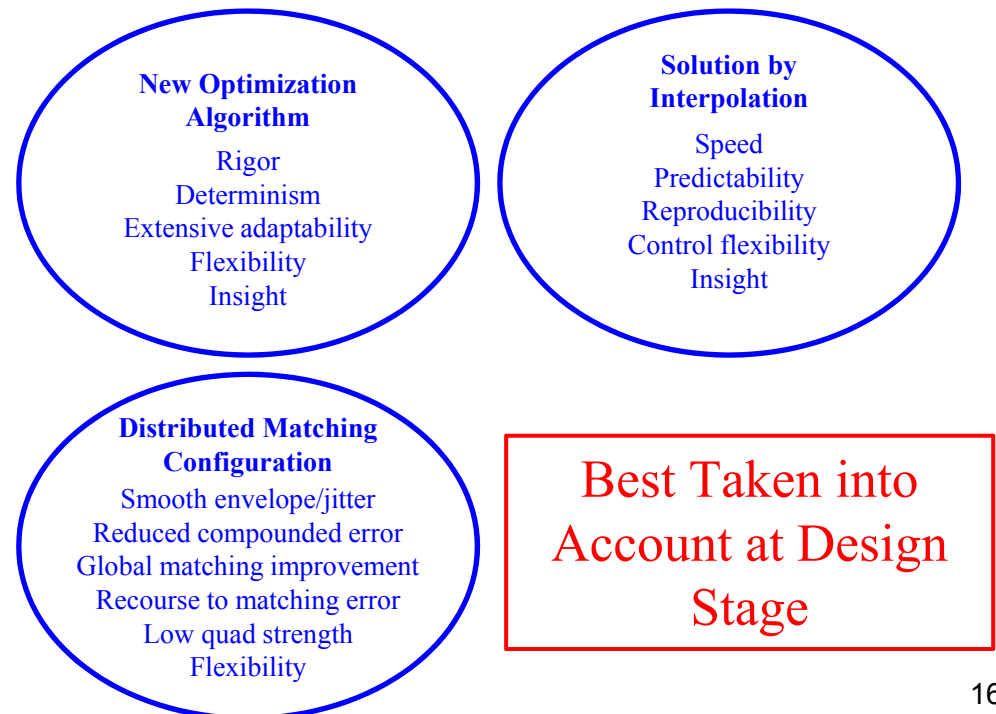 New Optimization
Algorithm
Rigor
Determinism
Extensive adaptability
Flexibility
Insight
Solution by
Interpolation
Speed
Predictability
Reproducibility
Control flexibility
Insight
Distributed Matching
Configuration
Smooth envelope/jitter
Reduced compounded error
Global matching improvement
Recourse to matching error
Low quad strength
Flexibility
Best Taken into
Account at Design
Stage
16